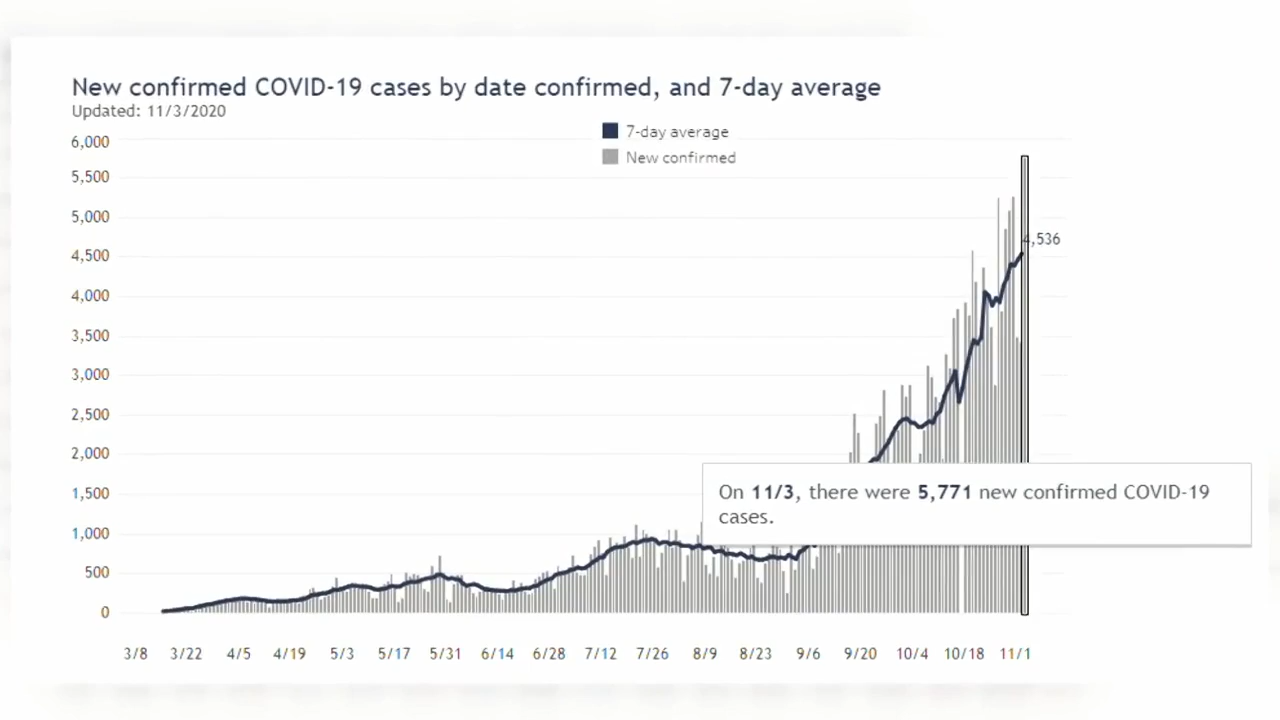 New confirmed COVID-19 cases by date confirmed, and 7-day average
Updated: 11/3/2020
7-day average
New confirmed
6,000
5,500
5,000
4,536
4,500
4,000
3,500
3,000
2,500
2,000
1,500
1,000
500
0
On 11/3, there were 5,771 new confirmed COVID-19
cases.
3/8 3/22 4/5 4/19 5/3 5/17 5/31 6/14 6/28 7/12 7/26 8/9 8/23 9/6 9/20 10/4 10/18 11/1